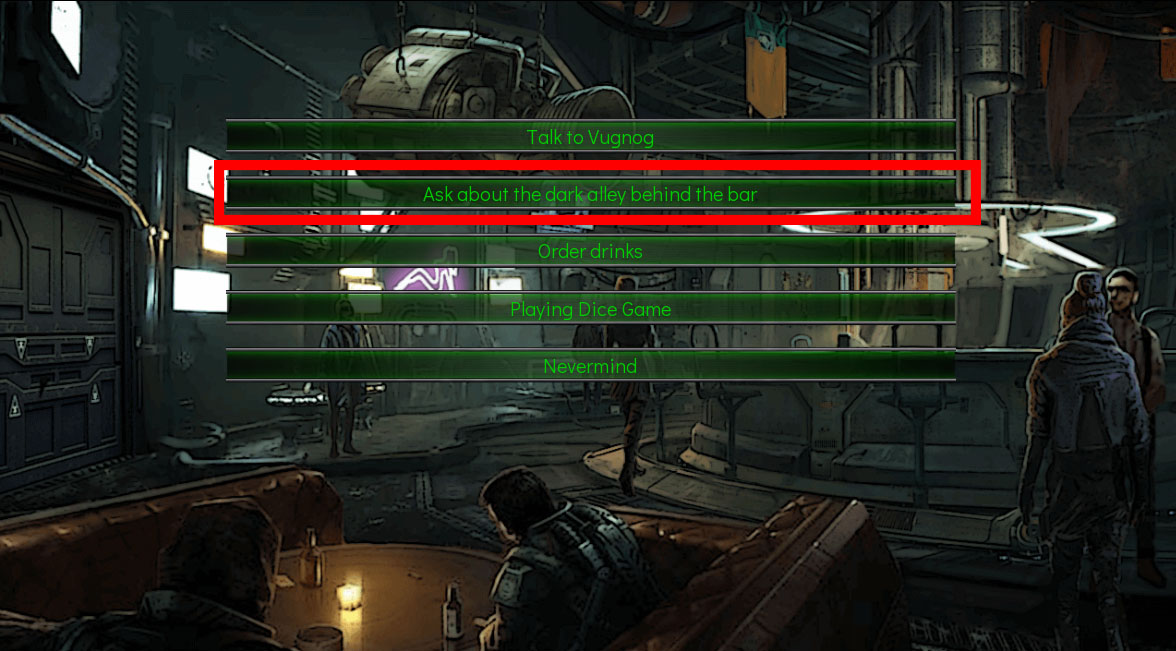 Talk to Vugnog
Ask about the dark alley behind the bar
Order drinks
Playing Dice Game
Nevermind